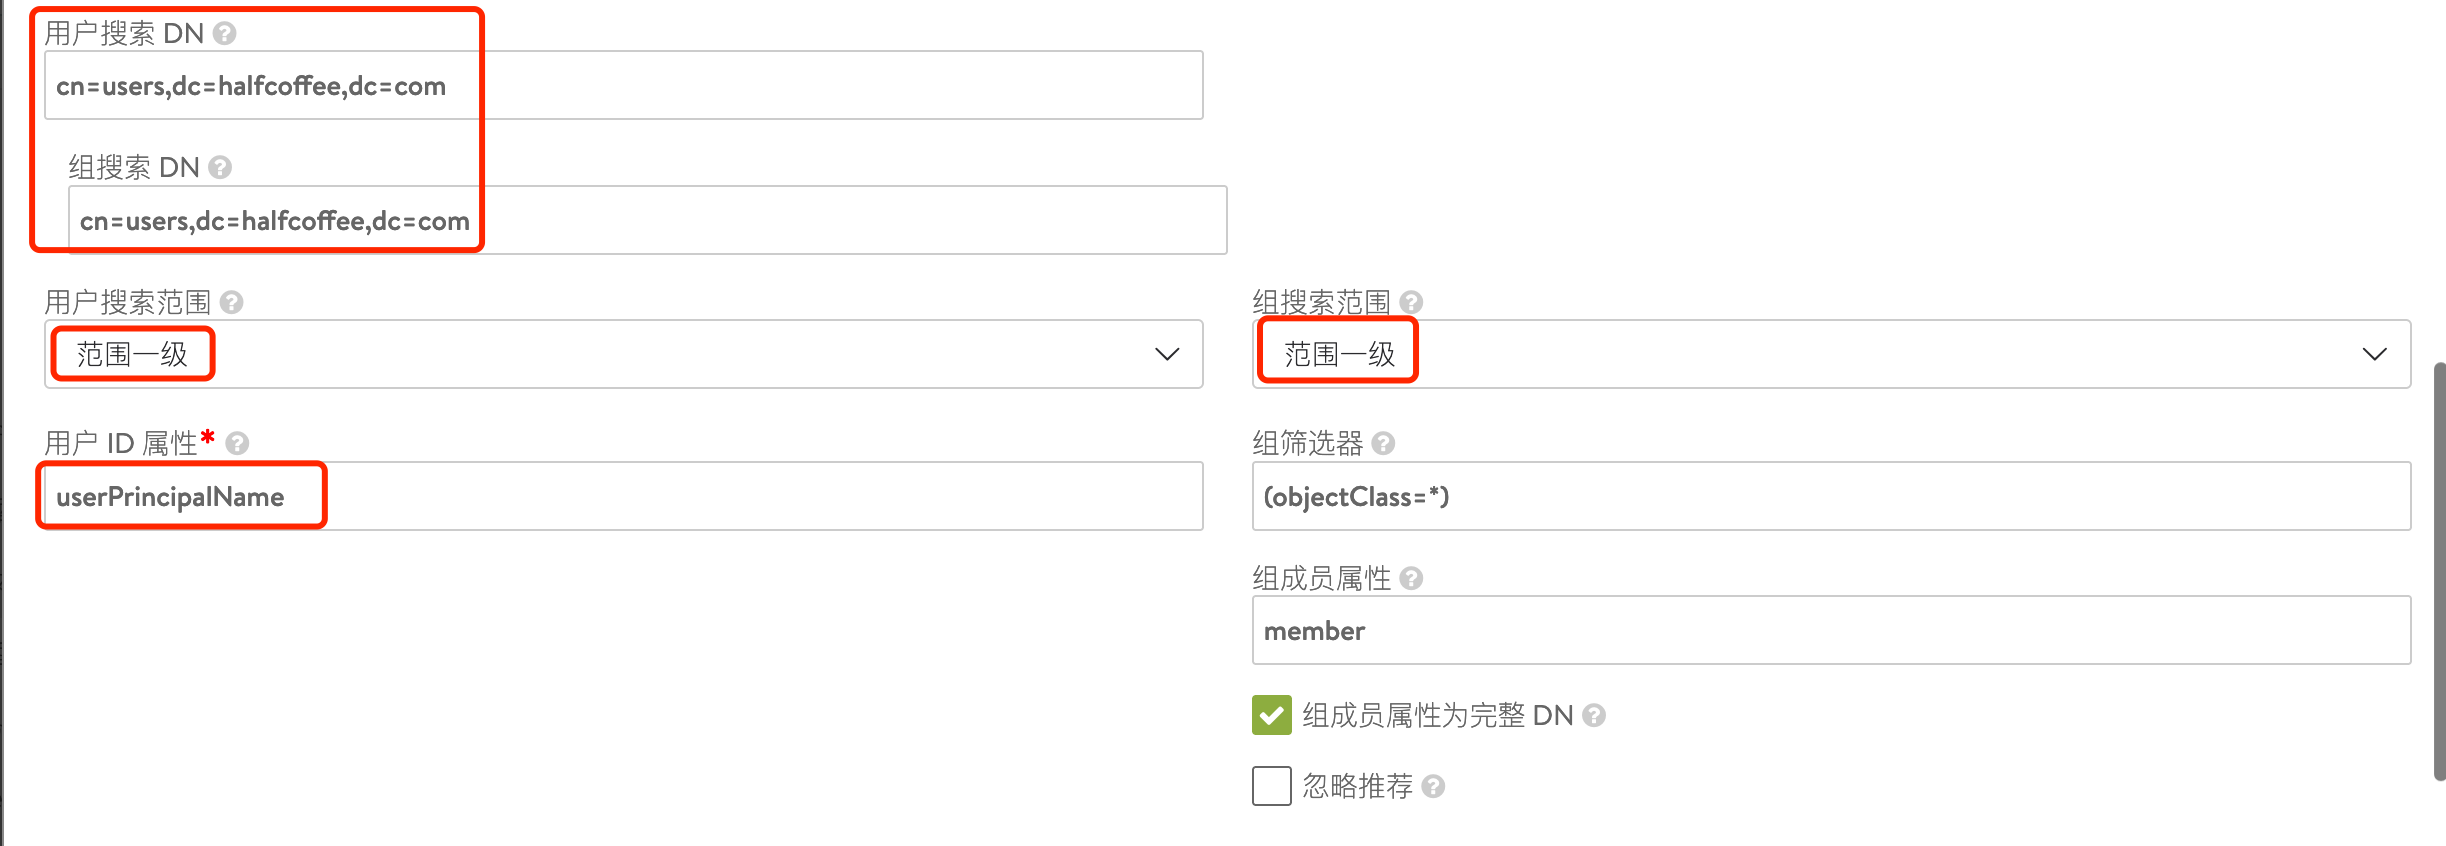 用户搜索 DN
cn=users,dc=halfcoffee,dc=com
组搜索 DN
cn=users,dc=halfcoffee,dc=com
用户搜索范围
范围一级
组搜索范围
范围一级
用户 ID 属性*
userPrincipalName
组筛选器
(objectClass=*)
组成员属性
member
组成员属性为完整 DN
忽略推荐